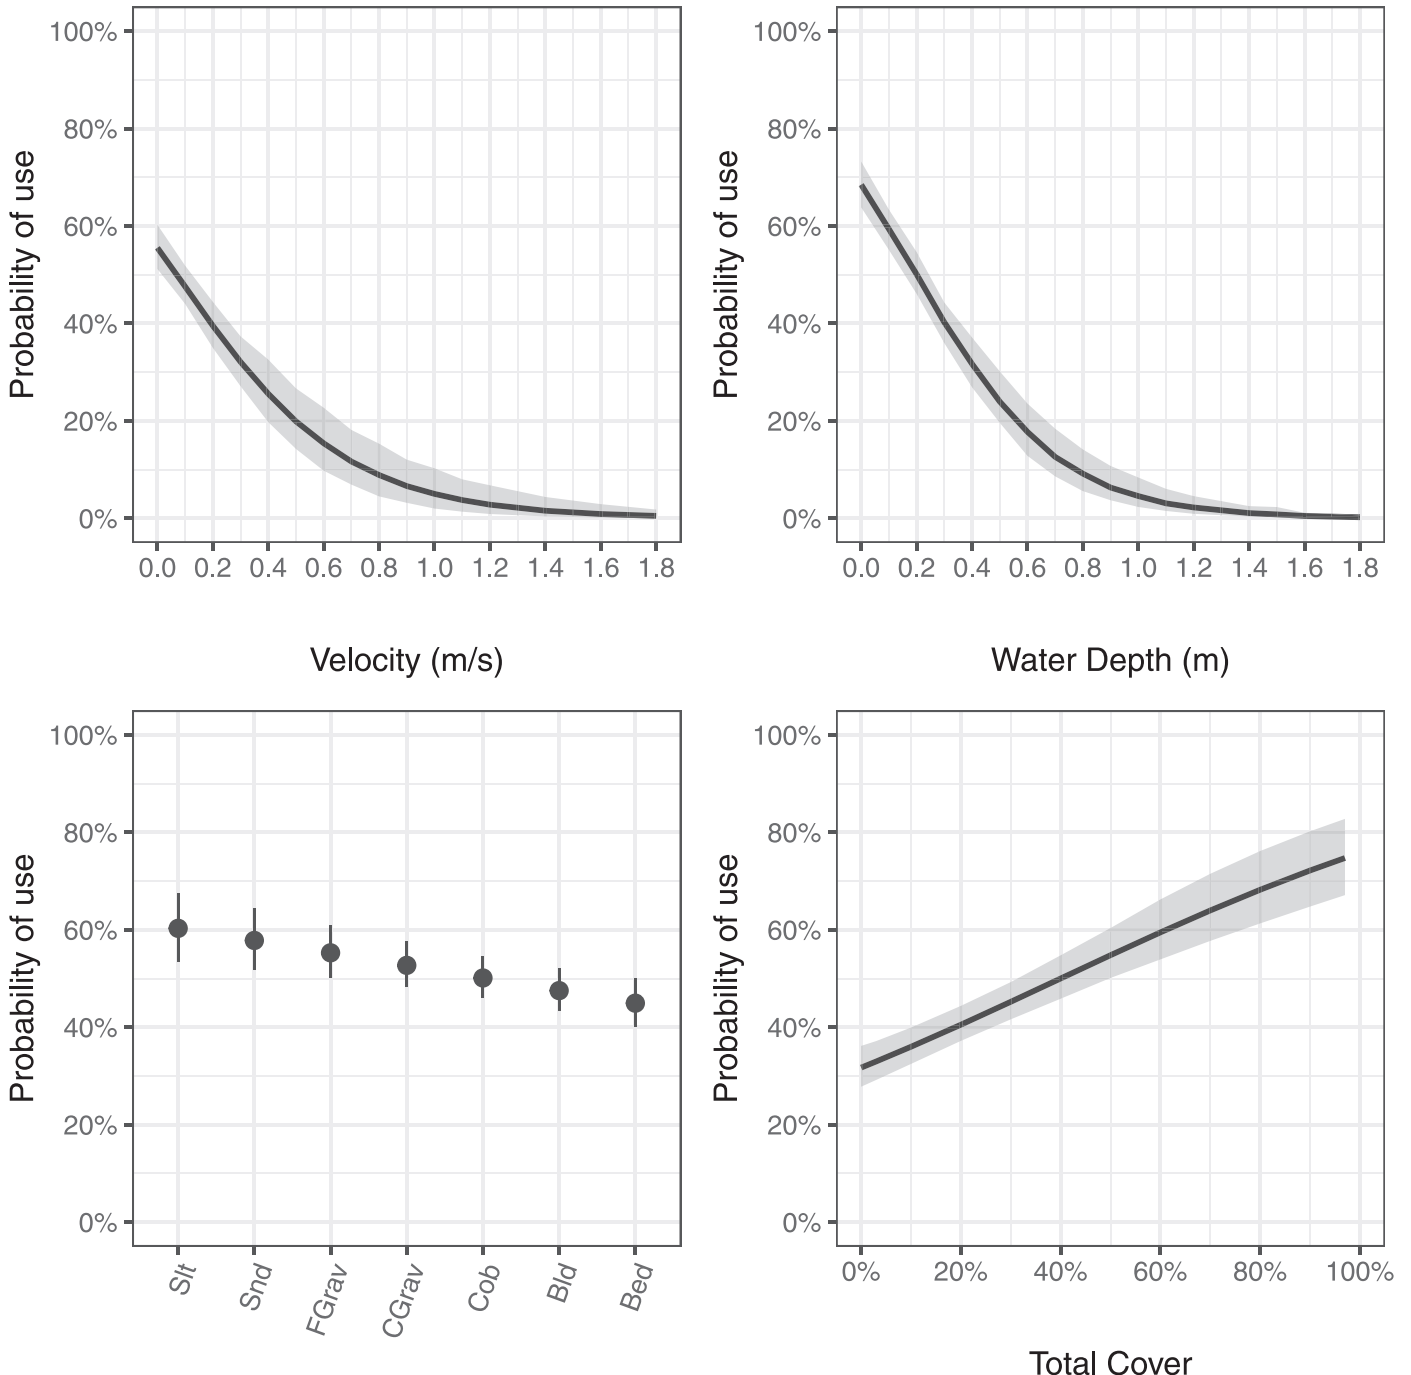 100%
80%
60%
40%
20%
0%
Probability of use
0.0 0.2 0.4 0.6 0.8 1.0 1.2 1.4 1.6 1.8
Velocity (m/s)
100%
80%
60%
40%
20%
0%
Probability of use
0.0 0.2 0.4 0.6 0.8 1.0 1.2 1.4 1.6 1.8
Water Depth (m)
100%
80%
60%
40%
20%
0%
Probability of use
Slt
Snd
FGrav
CGrav
Cob
Bld
Bed
100%
80%
60%
40%
20%
0%
Probability of use
0% 20% 40% 60% 80% 100%
Total Cover